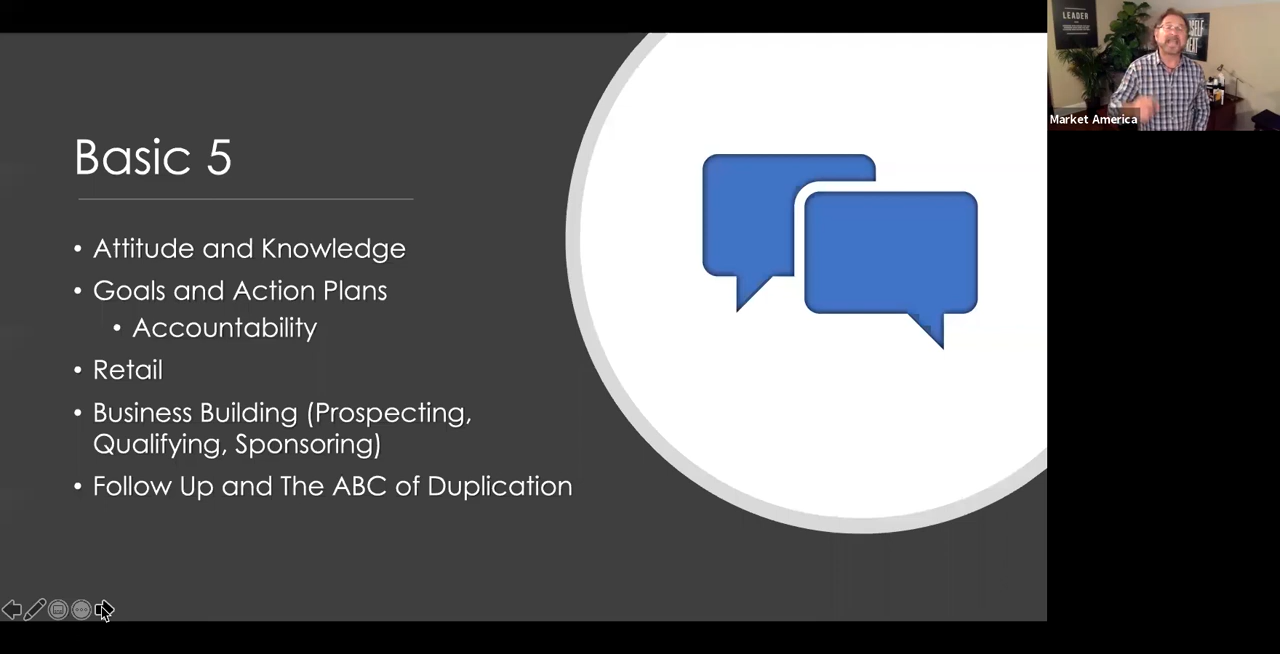 Basic 5
• Attitude and Knowledge
• Goals and Action Plans
• Accountability
• Retail
• Business Building (Prospecting,
Qualifying, Sponsoring)
• Follow Up and The ABC of Duplication
LEADER
Market America